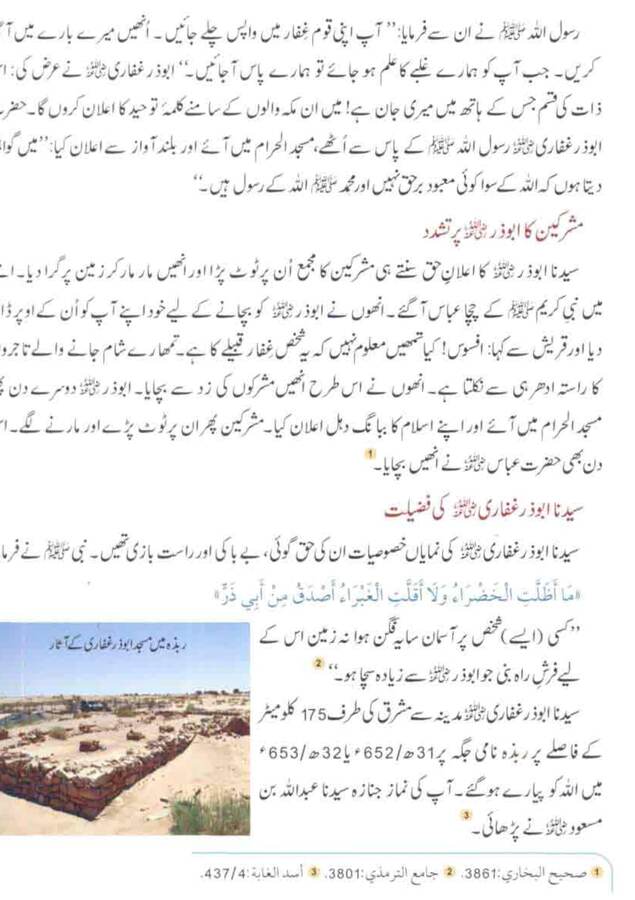 رسول اللہ ﷺ نے ان سے فرمایا: ’’آپ اپنی قوم غِفار میں واپس چلے جائیں۔ اُنھیں میرے بارے میں
کریں۔ جب آپ کو ہمارے غلبے کا علم ہو جائے تو ہمارے پاس آجائیں۔‘‘ ابوذر غفاری رضی اللہ عنہ نے عرض کی:
ذات کی قسم جس کے ہاتھ میں میری جان ہے! میں ان مکہ والوں کے سامنے کلمۂ توحید کا اعلان کروں گا۔ حضرت
ابوذر غفاری رضی اللہ عنہ رسول اللہ ﷺ کے پاس سے اُٹھے، مسجد الحرام میں آئے اور بلند آواز سے اعلان کیا: ’’میں
دیتا ہوں کہ اللہ کے سوا کوئی معبود برحق نہیں اور محمد ﷺ اللہ کے رسول ہیں۔‘‘
مشرکین کا ابوذر رضی اللہ عنہ پر تشدد
سیدنا ابوذر رضی اللہ عنہ کا اعلانِ حق سنتے ہی مشرکین کا مجمع اُن پر ٹوٹ پڑا اور انھیں مار مار کر زمین پر گرا دیا۔
میں نبی کریم ﷺ کے چچا عباس آگئے۔ انھوں نے ابوذر رضی اللہ عنہ کو بچانے کے لیے خود اپنے آپ کو اُن کے اوپر
دیا اور قریش سے کہا: افسوس! کیا تمھیں معلوم نہیں کہ یہ شخص غِفار قبیلے کا ہے۔ تمھارے شام جانے والے
کا راستہ ادھر ہی سے نکلتا ہے۔ انھوں نے اس طرح انھیں مشرکوں کی زد سے بچایا۔ ابوذر رضی اللہ عنہ دوسرے دن
مسجد الحرام میں آئے اور اپنے اسلام کا ببانگ دہل اعلان کیا۔ مشرکین پھر ان پر ٹوٹ پڑے اور مارنے لگے۔
دن بھی حضرت عباس رضی اللہ عنہ نے انھیں بچایا۔ 1
سیدنا ابوذر غفاری رضی اللہ عنہ کی فضیلت
سیدنا ابوذر غفاری رضی اللہ عنہ کی نمایاں خصوصیات ان کی حق گوئی، بے باکی اور راست بازی تھیں۔ نبی ﷺ نے
«مَا أَظَلَّتِ الْخَضْرَاءُ وَلَا أَقَلَّتِ الْغَبْرَاءُ أَصْدَقَ مِنْ أَبِي ذَرٍّ»
’’کسی (ایسے) شخص پر آسمان سایہ فگن ہوا نہ زمین اس کے
لیے فرشِ راہ بنی جو ابوذر رضی اللہ عنہ سے زیادہ سچا ہو۔‘‘ 2
سیدنا ابوذر غفاری رضی اللہ عنہ مدینہ سے مشرق کی طرف 175 کلومیٹر
کے فاصلے پر ربذہ نامی جگہ پر 31ھ/652ء یا 32ھ/653ء
میں اللہ کو پیارے ہوگئے۔ آپ کی نماز جنازہ سیدنا عبداللہ بن
مسعود رضی اللہ عنہ نے پڑھائی۔ 3
ربذہ میں مسجد ابوذر غفاری کے آثار
1 صحيح البخاري:3861. 2 جامع الترمذي:3801. 3 أسد الغابة:437/4.